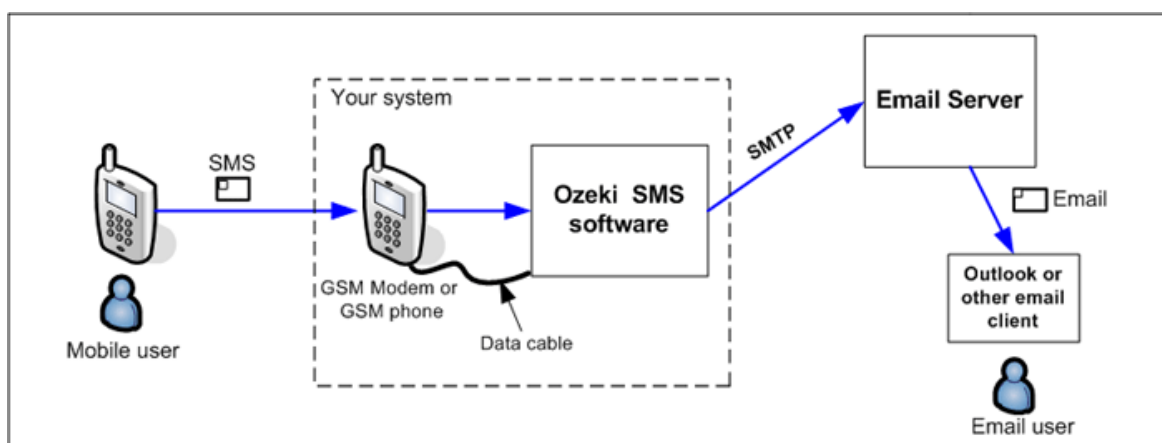 Your system
SMS
GSM Modem or
GSM phone
Data cable
Mobile user
Ozeki SMS
software
SMTP
Email Server
Email
Outlook or
other email
client
Email user